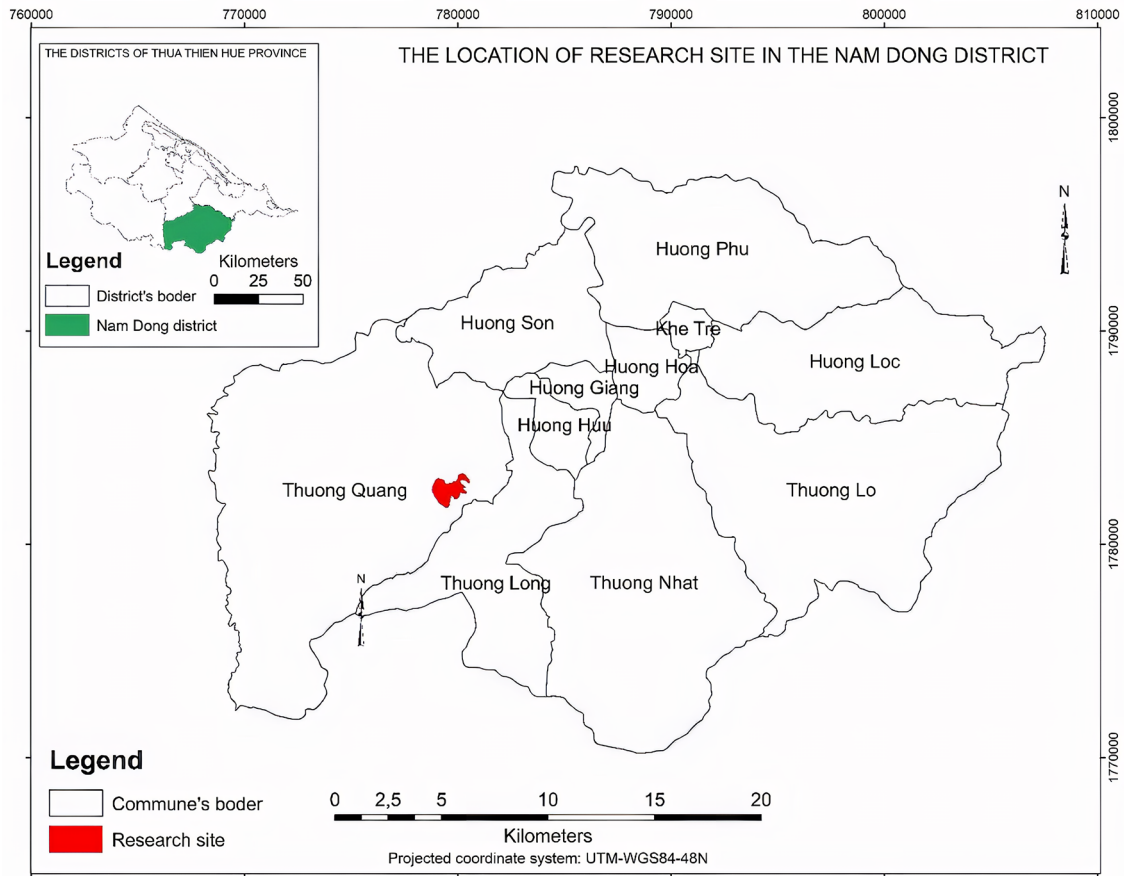 760000 770000 780000 790000 800000 810000
THE DISTRICTS OF THUA THIEN HUE PROVINCE
THE LOCATION OF RESEARCH SITE IN THE NAM DONG DISTRICT
1800000
N
Huong Phu
Legend
Kilometers
0 25 50
District's boder
Nam Dong district
Huong Son
Khe Tre
1790000
Huong Hoa
Huong Loc
Huong Giang
Huong Huu
Thuong Quang
Thuong Lo
1780000
N
Thuong Long
Thuong Nhat
1770000
Legend
Commune's boder
Research site
0 2,5 5 10 15 20
Kilometers
Projected coordinate system: UTM-WGS84-48N